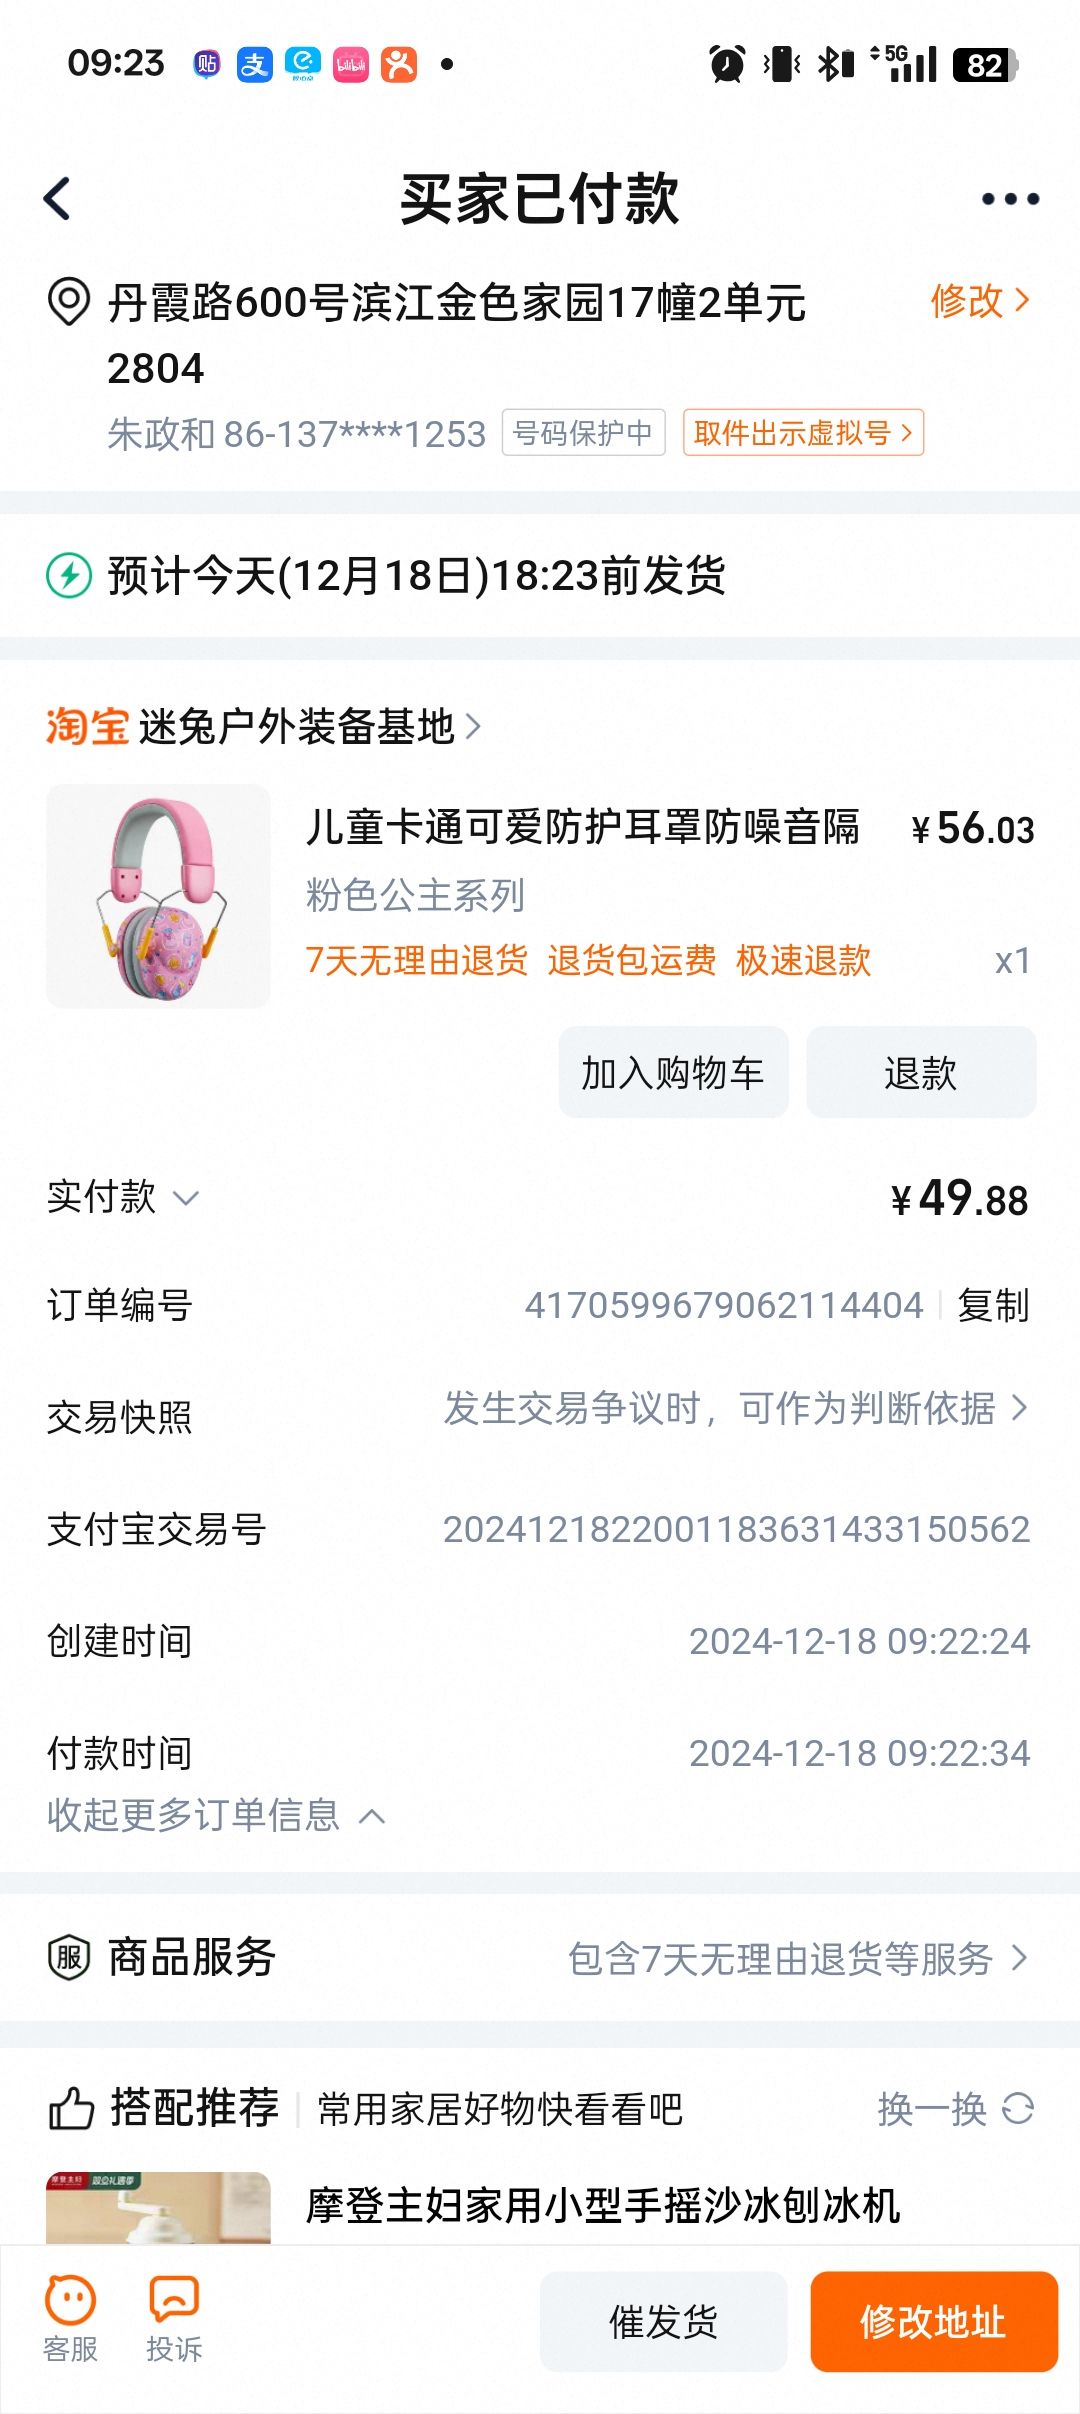 09:23 贴 支 bilibili 5G 82
买家已付款
丹霞路600号滨江金色家园17幢2单元 修改
2804
朱政和 86-137****1253 号码保护中 取件出示虚拟号
预计今天(12月18日)18:23前发货
淘宝 迷兔户外装备基地
儿童卡通可爱防护耳罩防噪音隔 ¥56.03
粉色公主系列
7天无理由退货 退货包运费 极速退款 x1
加入购物车 退款
实付款 ¥49.88
订单编号 4170599679062114404 复制
交易快照 发生交易争议时，可作为判断依据
支付宝交易号 2024121822001183631433150562
创建时间 2024-12-18 09:22:24
付款时间 2024-12-18 09:22:34
收起更多订单信息
服 商品服务 包含7天无理由退货等服务
搭配推荐 常用家居好物快看看吧 换一换
摩登主妇
摩登主妇家用小型手摇沙冰刨冰机
客服 投诉 催发货 修改地址